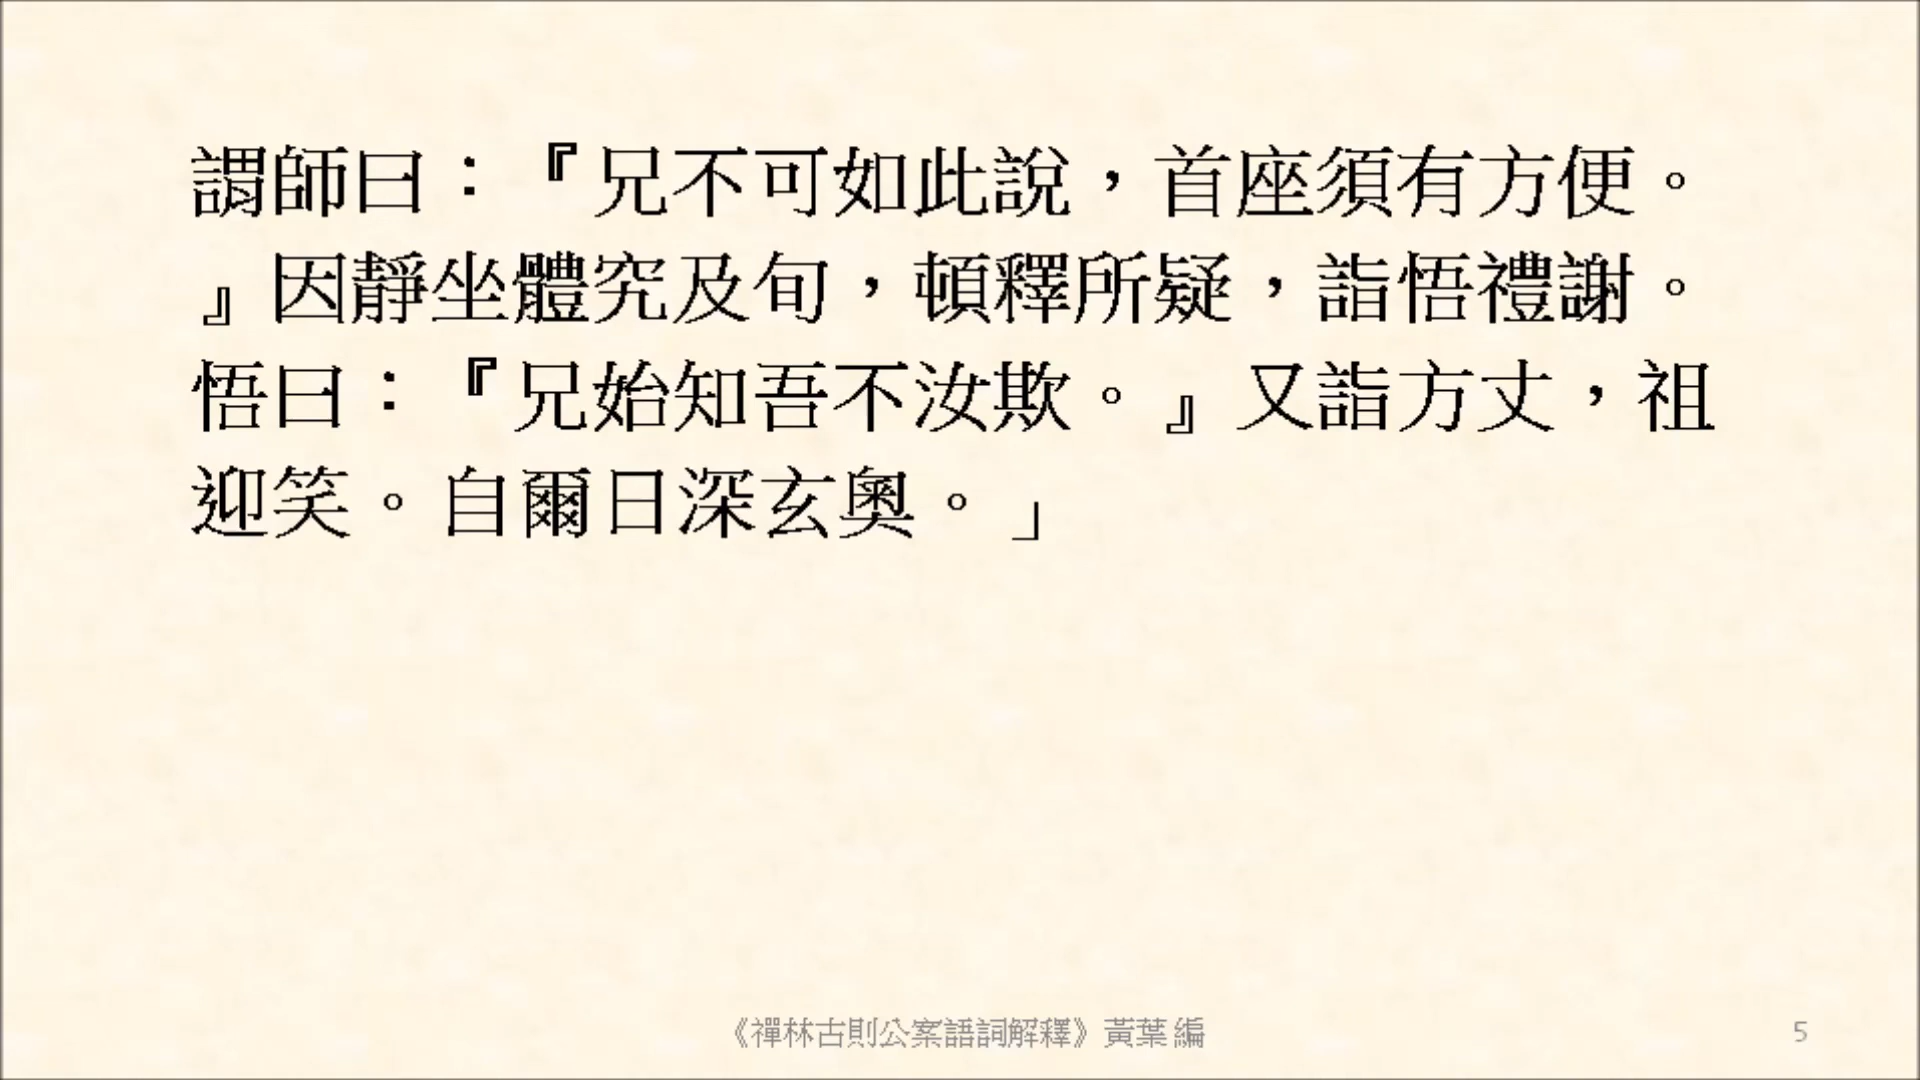 謂師曰：『兄不可如此說，首座須有方便。
』因靜坐體究及旬，頓釋所疑，詣悟禮謝。
悟曰：『兄始知吾不汝欺。』又詣方丈，祖
迎笑。自爾日深玄奧。」
《禪林古則公案語詞解釋》黃葉 編
5